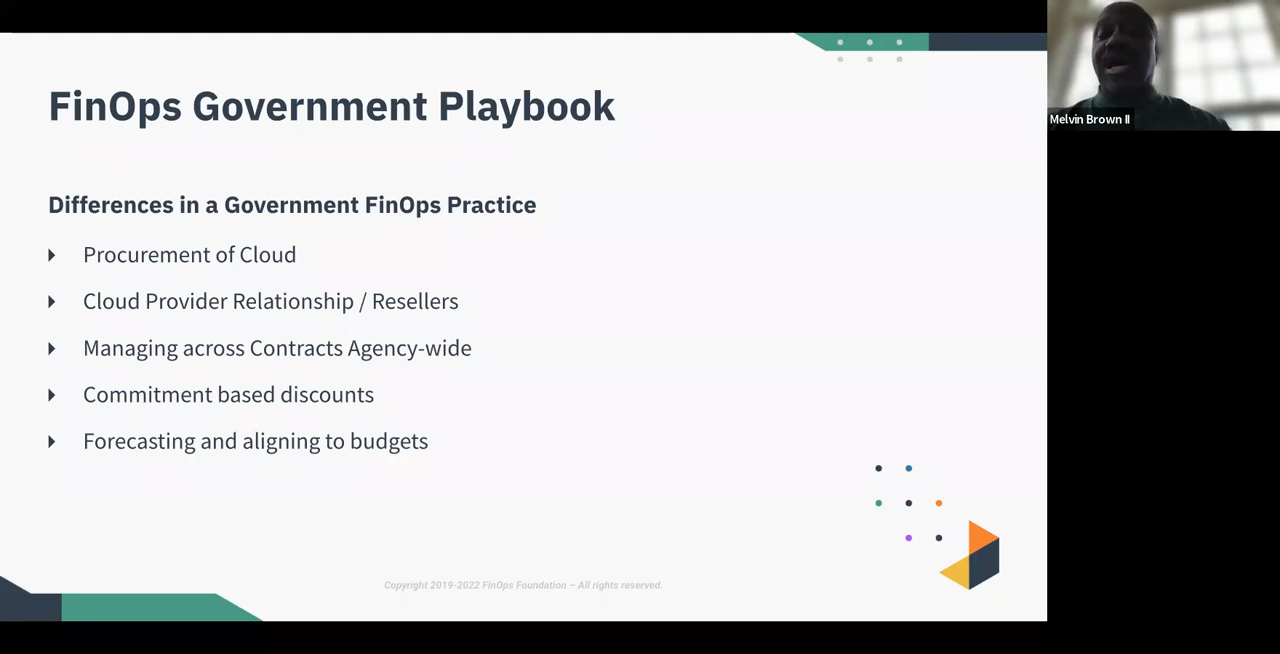 FinOps Government Playbook
Differences in a Government FinOps Practice
Procurement of Cloud
Cloud Provider Relationship / Resellers
Managing across Contracts Agency-wide
Commitment based discounts
Forecasting and aligning to budgets
Copyright 2019-2022 FinOps Foundation – All rights reserved.
Melvin Brown II